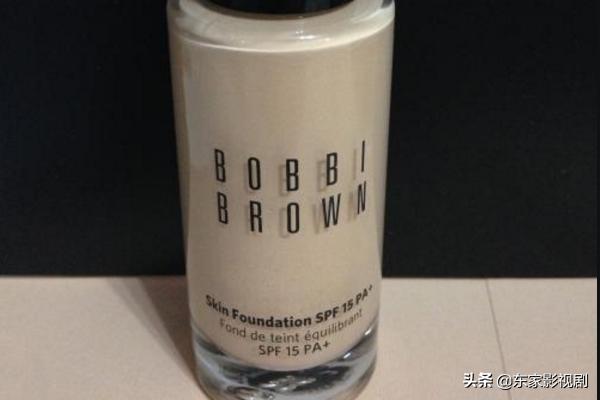 BOBBI
BROWN
Skin Foundation SPF 15 PA+
Fond de teint équilibrant
SPF 15 PA+
头条 @东家影视剧